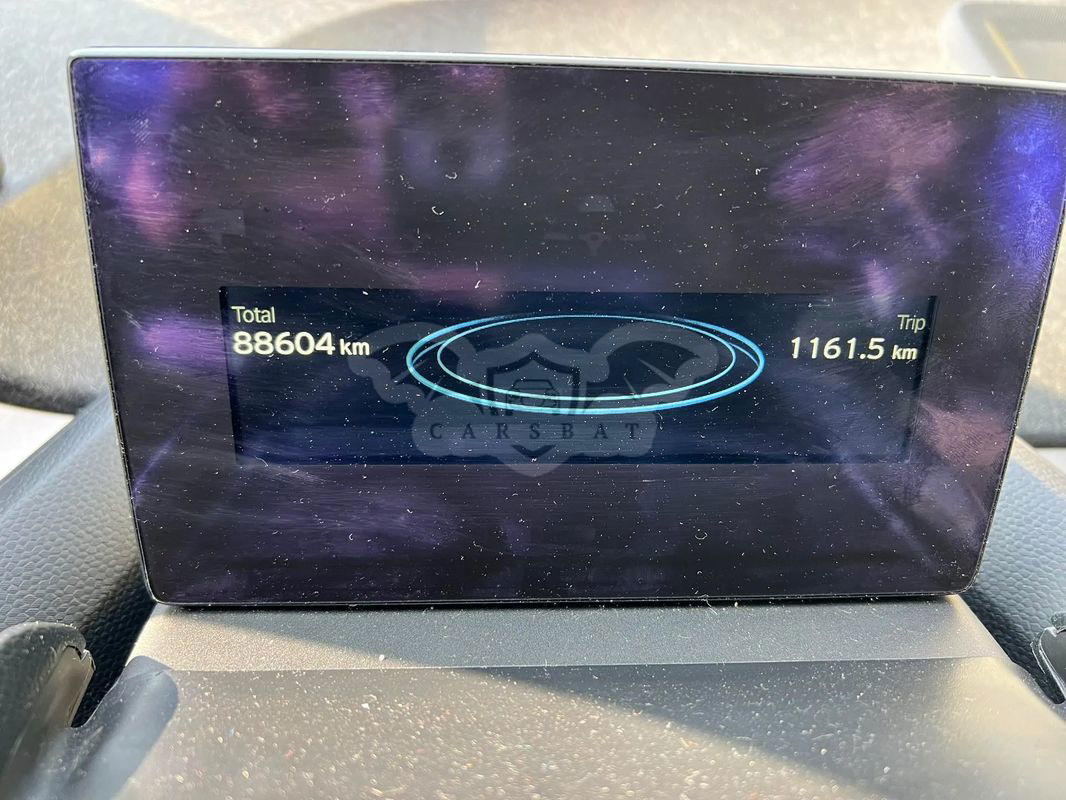 Total
88604 km
Trip
1161.5 km
CARSBAT